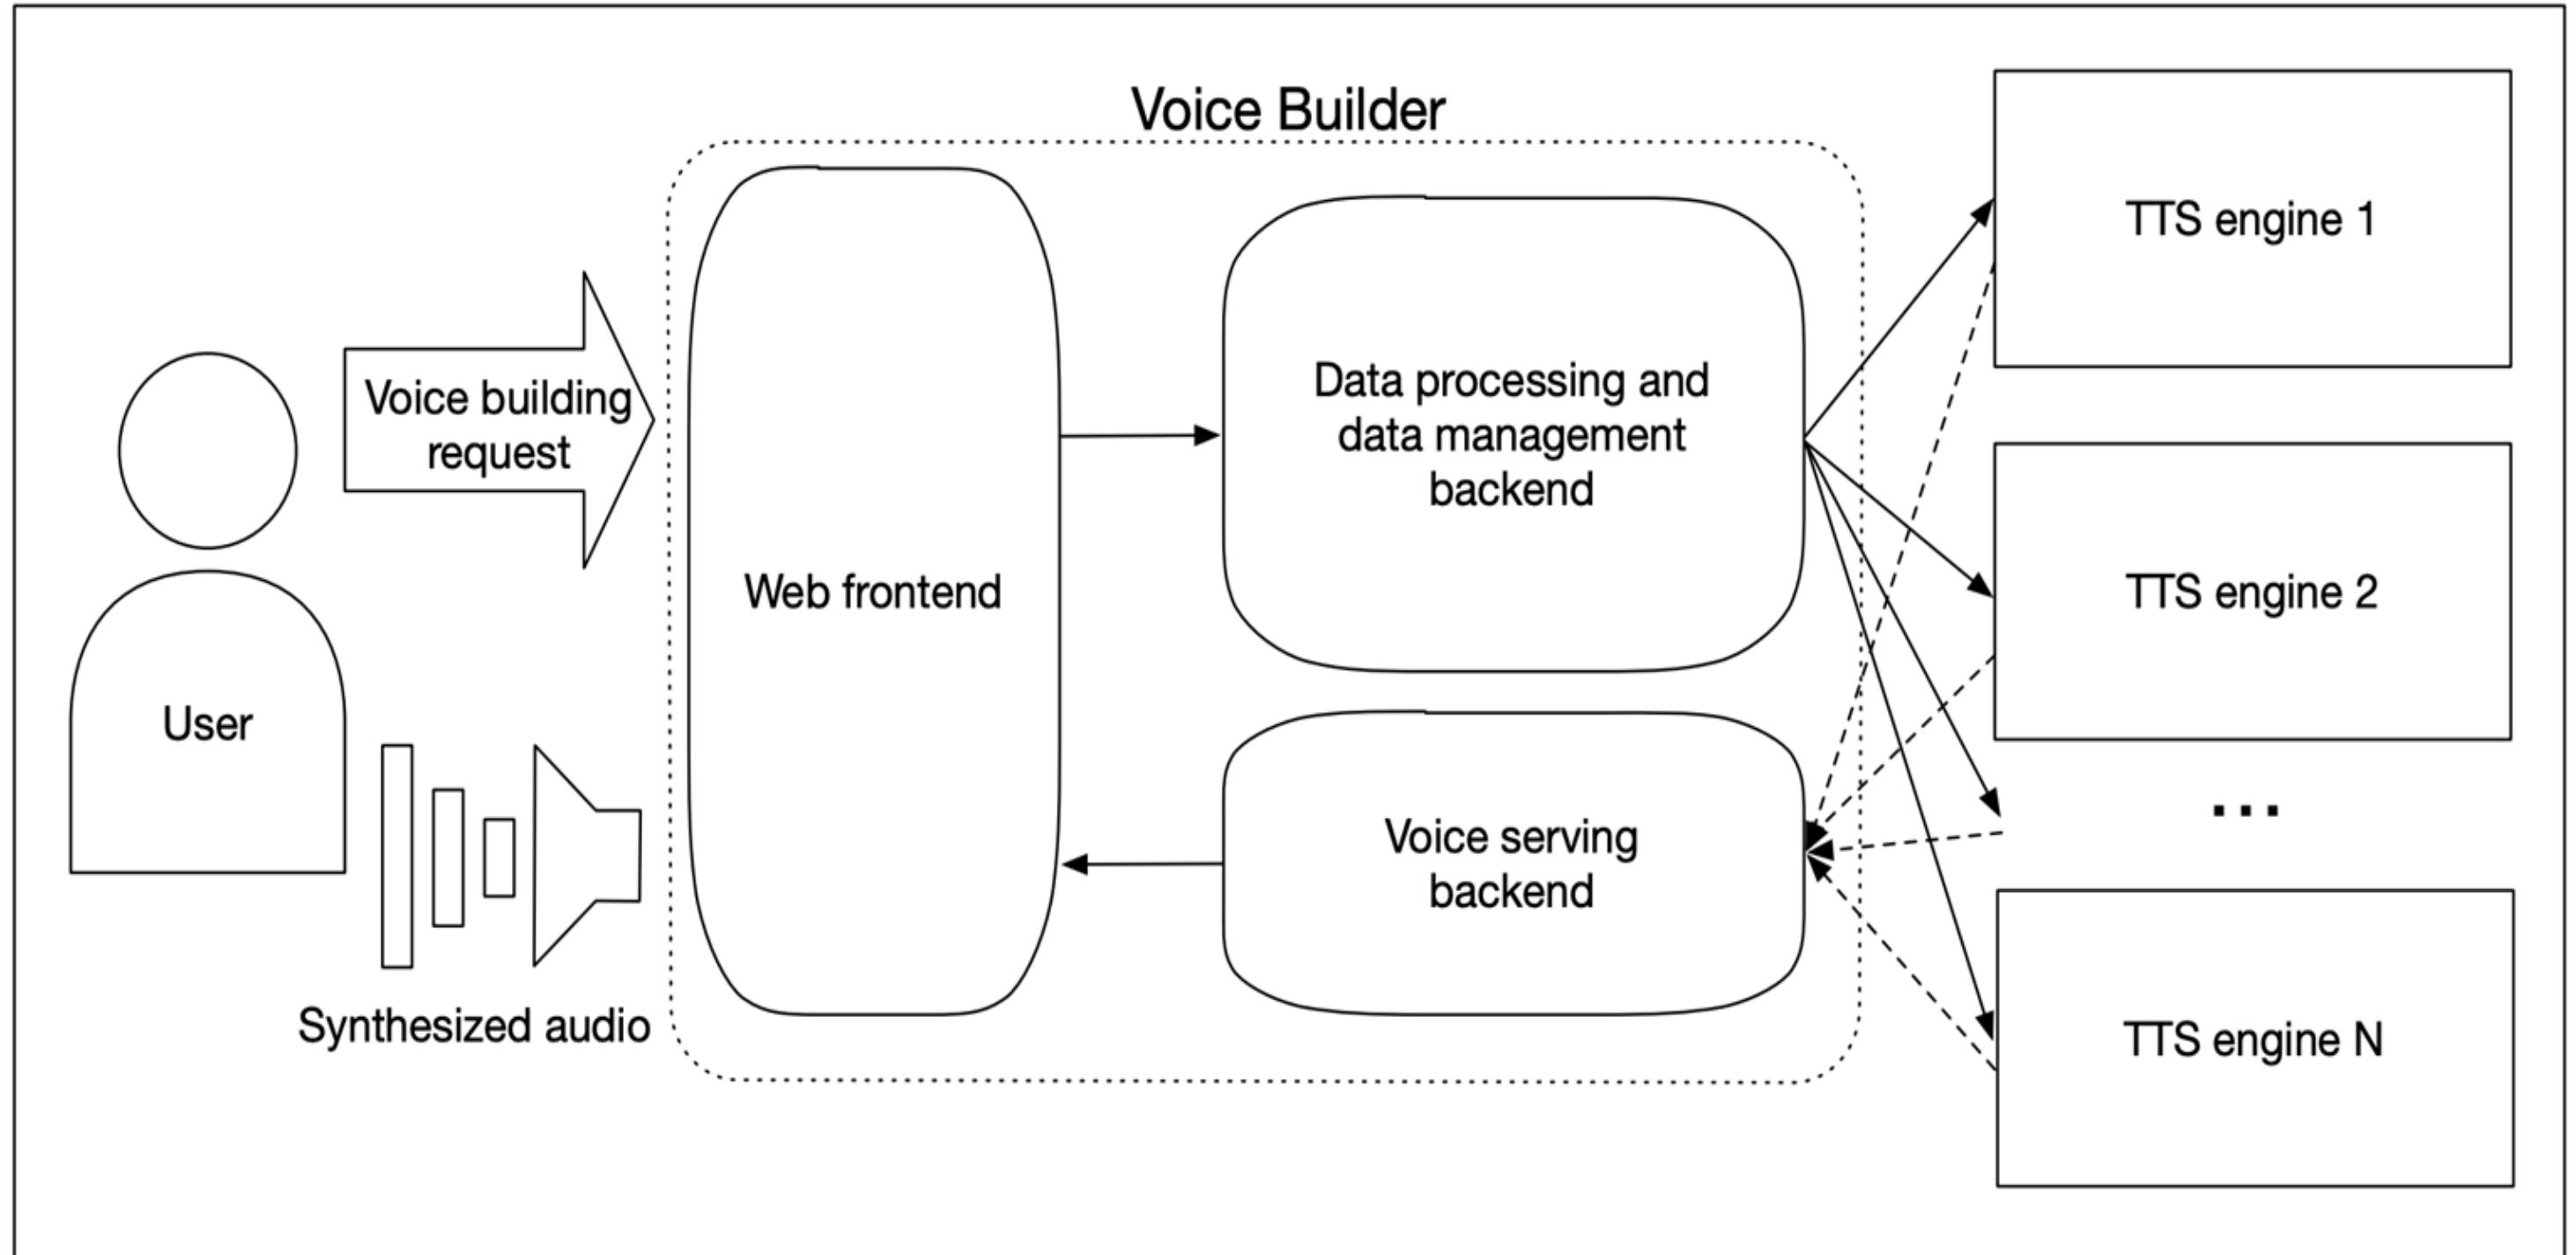 Voice Builder
Voice building
request
User
Synthesized audio
Web frontend
Data processing and
data management
backend
Voice serving
backend
TTS engine 1
TTS engine 2
...
TTS engine N